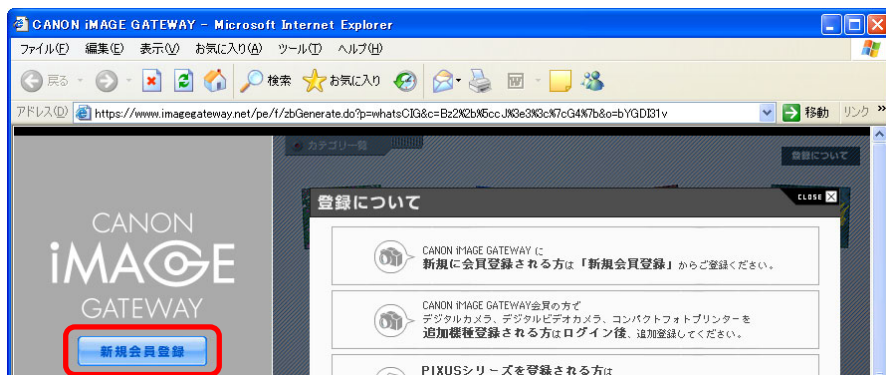 CANON iMAGE GATEWAY - Microsoft Internet Explorer
ファイル(F) 編集(E) 表示(V) お気に入り(A) ツール(T) ヘルプ(H)
戻る 検索 お気に入り
アドレス(D) https://www.imagegateway.net/pe/f/zbGenerate.do?p=whatsCIG&c=Bz2%2b%5cc.J%3e3%3c%7cG4%7b&o=bYGDI31v 移動 リンク »
カテゴリ一覧
登録について
登録について
CLOSE
CANON iMAGE GATEWAY に
新規に会員登録される方は「新規会員登録」からご登録ください。
CANON iMAGE GATEWAY会員の方で
デジタルカメラ、デジタルビデオカメラ、コンパクトフォトプリンターを
追加機種登録される方はログイン後、追加登録してください。
PIXUSシリーズを登録される方は
CANON
iMAGE
GATEWAY
新規会員登録